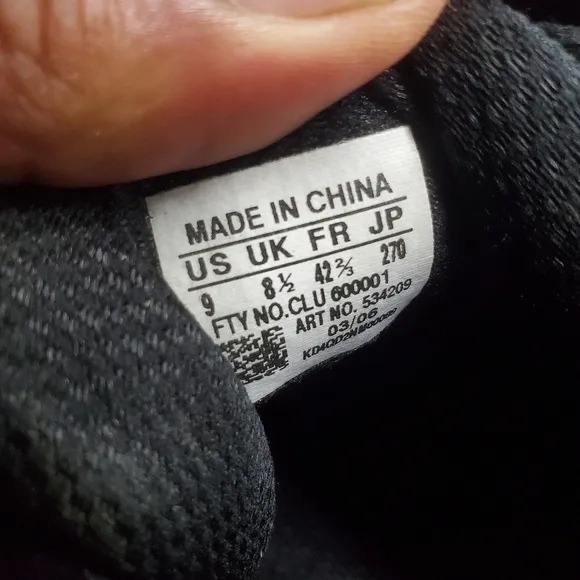 MADE IN CHINA
US UK FR JP
9 8½ 42⅔ 270
FTY NO.CLU 600001
ART NO. 534209
03/06